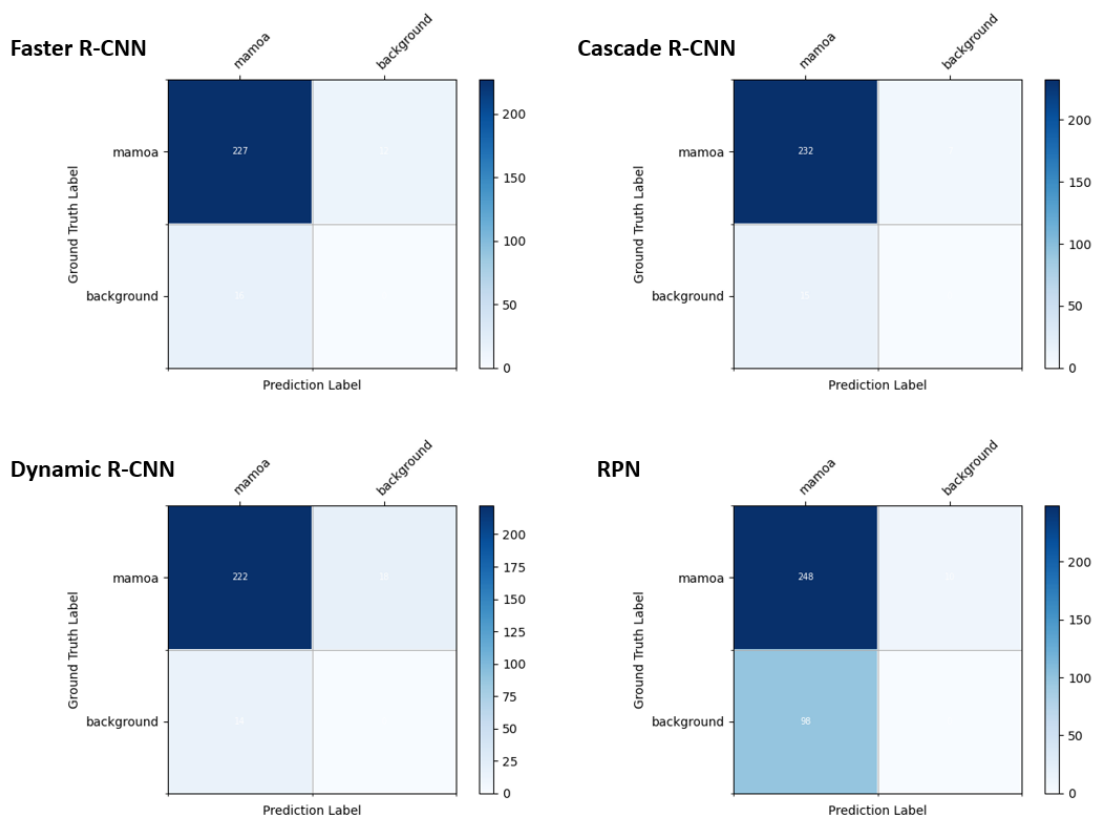 Faster R-CNN
mamoa
background
200
150
100
50
0
mamoa
background
227
Ground Truth Label
Prediction Label
Cascade R-CNN
mamoa
background
200
150
100
50
0
mamoa
background
232
Ground Truth Label
Prediction Label
Dynamic R-CNN
mamoa
background
200
175
150
125
100
75
50
25
0
mamoa
background
222
Ground Truth Label
Prediction Label
RPN
mamoa
background
200
150
100
50
0
mamoa
background
248
98
Ground Truth Label
Prediction Label